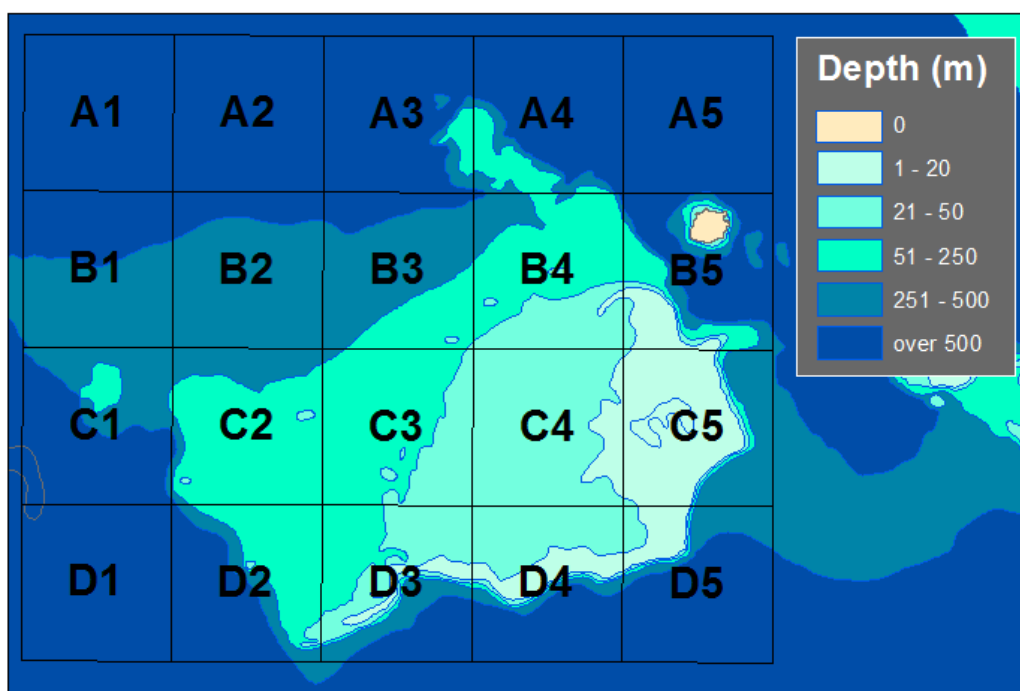 A1 A2 A3 A4 A5
B1 B2 B3 B4 B5
C1 C2 C3 C4 C5
D1 D2 D3 D4 D5
Depth (m)
0
1 - 20
21 - 50
51 - 250
251 - 500
over 500